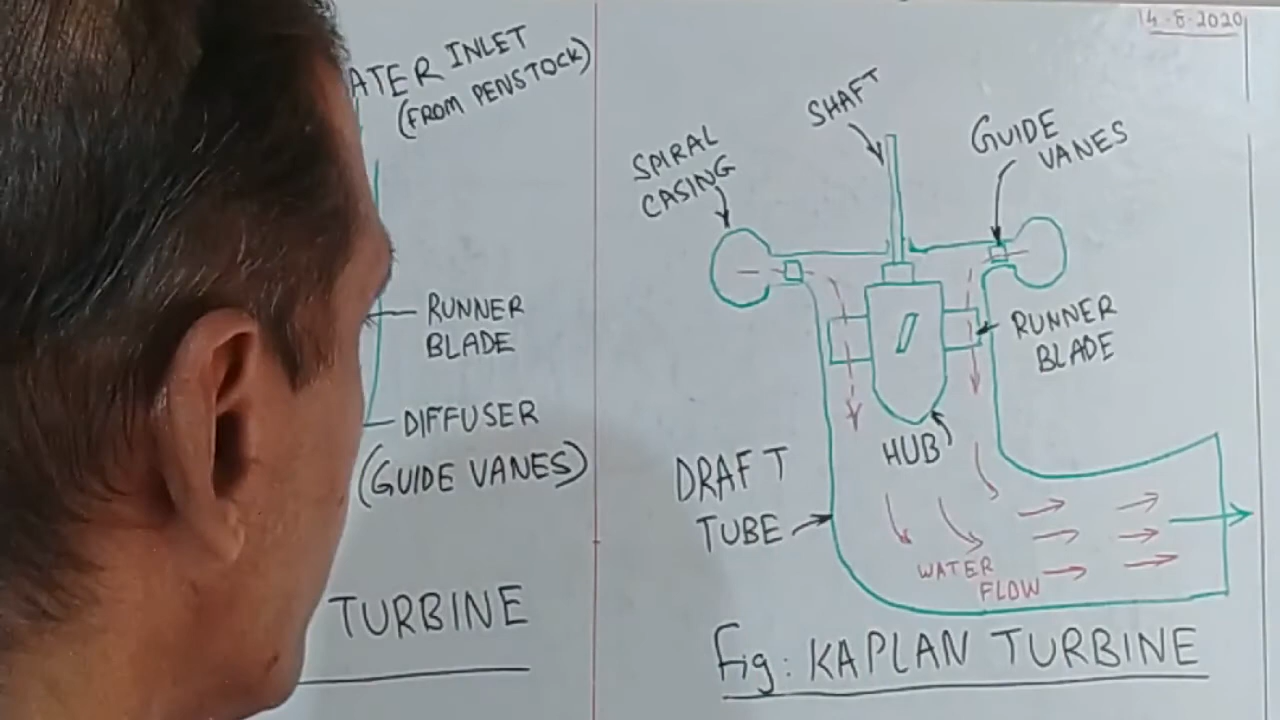 14-8-2020
ATER INLET
(FROM PENSTOCK)
RUNNER
BLADE
DIFFUSER
(GUIDE VANES)
TURBINE
SHAFT
SPIRAL
CASING
GUIDE
VANES
RUNNER
BLADE
HUB
DRAFT
TUBE
WATER
FLOW
Fig: KAPLAN TURBINE